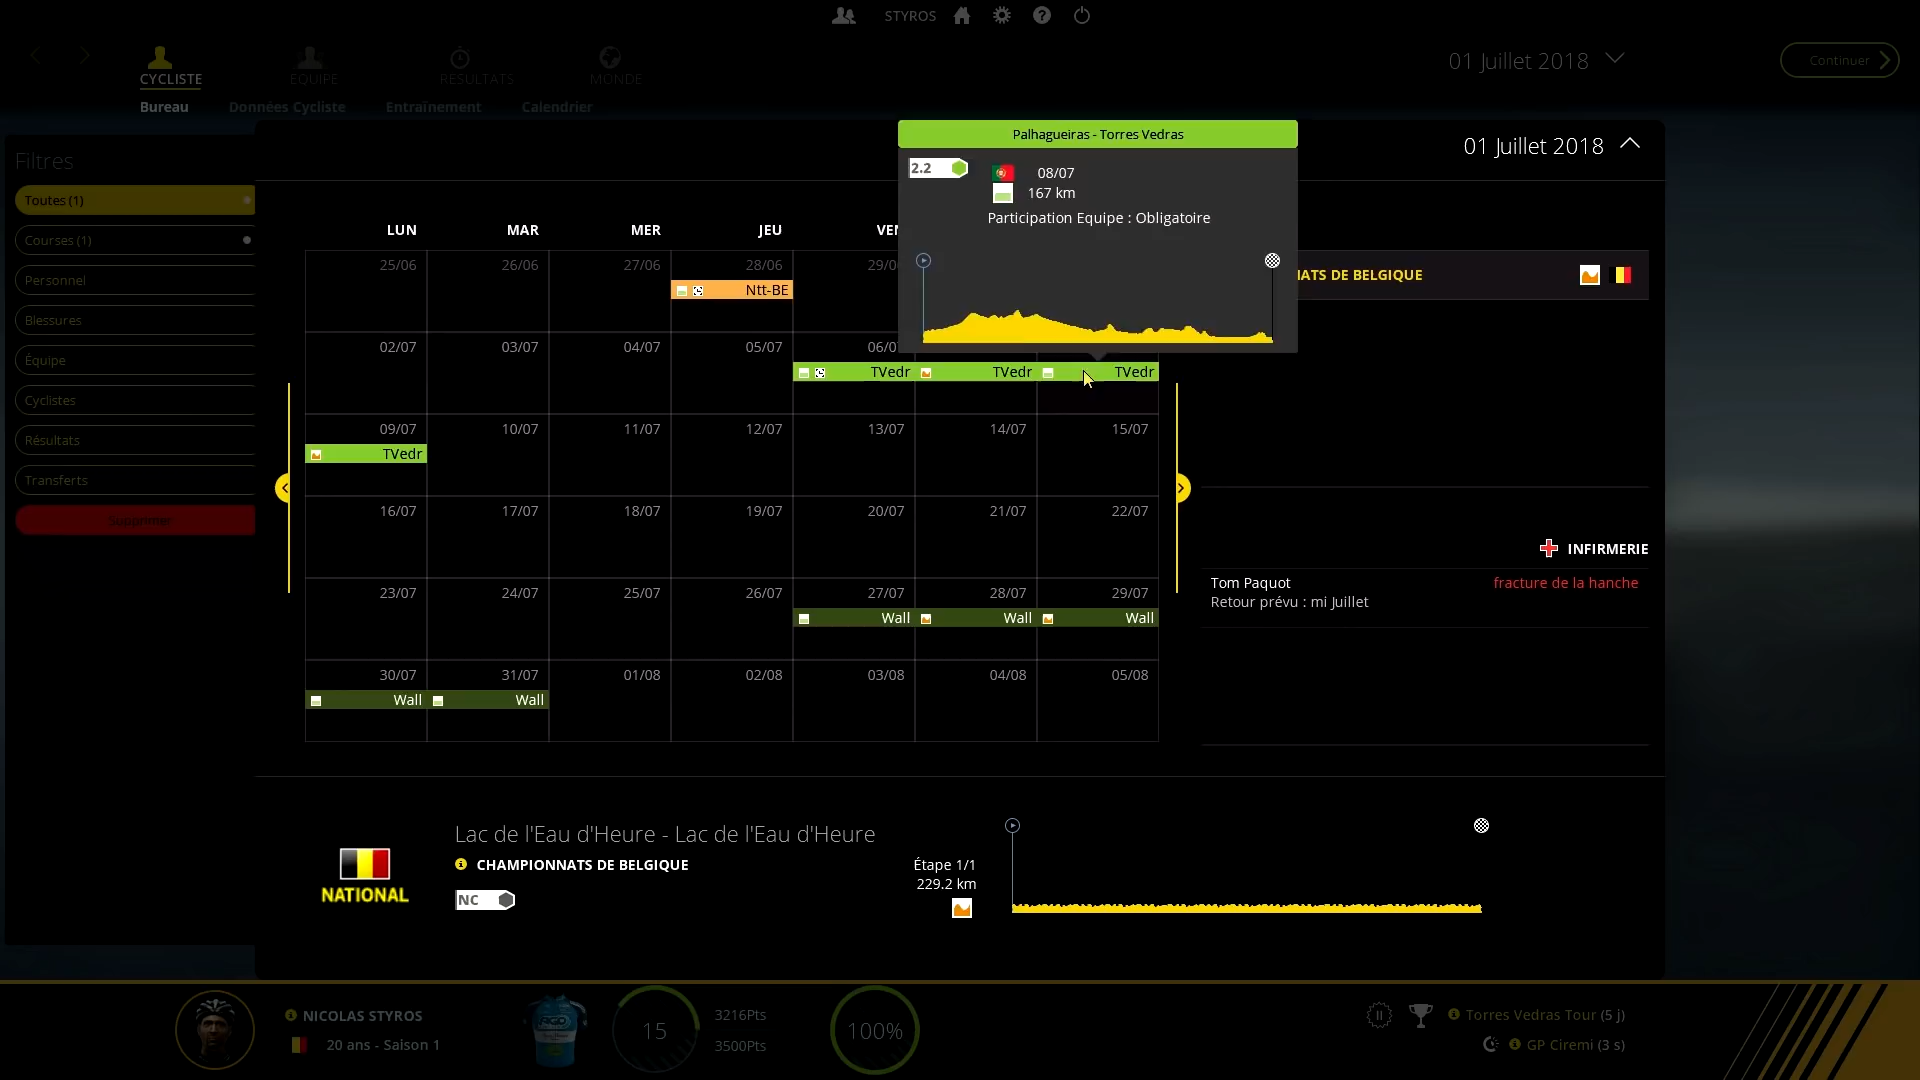 STYROS
CYCLISTE
EQUIPE
RESULTATS
MONDE
01 Juillet 2018
Continuer
Bureau
Données Cycliste
Entraînement
Calendrier
Filtres
Toutes (1)
Courses (1)
Personnel
Blessures
Équipe
Cyclistes
Résultats
Transferts
Supprimer
01 Juillet 2018
Palhagueiras - Torres Vedras
2.2
08/07
167 km
Participation Equipe : Obligatoire
LUN MAR MER JEU VEN
25/06 26/06 27/06 28/06 29/0
Ntt-BE
02/07 03/07 04/07 05/07 06/07
TVedr TVedr TVedr
09/07 10/07 11/07 12/07 13/07 14/07 15/07
TVedr
16/07 17/07 18/07 19/07 20/07 21/07 22/07
23/07 24/07 25/07 26/07 27/07 28/07 29/07
Wall Wall Wall
30/07 31/07 01/08 02/08 03/08 04/08 05/08
Wall Wall
NATS DE BELGIQUE
INFIRMERIE
Tom Paquot
fracture de la hanche
Retour prévu : mi Juillet
NATIONAL
Lac de l'Eau d'Heure - Lac de l'Eau d'Heure
CHAMPIONNATS DE BELGIQUE
NC
Étape 1/1
229.2 km
NICOLAS STYROS
20 ans - Saison 1
15
3216Pts
3500Pts
100%
Torres Vedras Tour (5 j)
GP Ciremi (3 s)